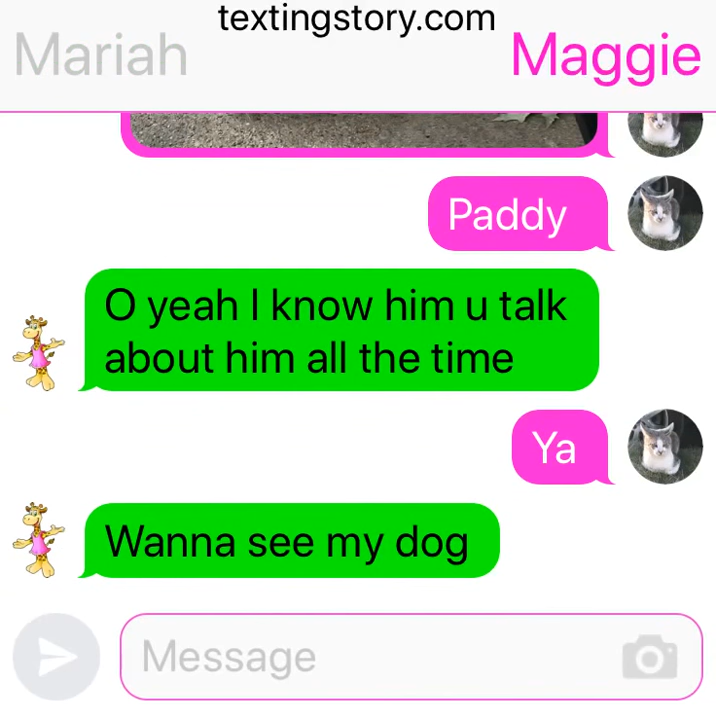 textingstory.com
Mariah Maggie
Paddy
O yeah I know him u talk
about him all the time
Ya
Wanna see my dog
Message